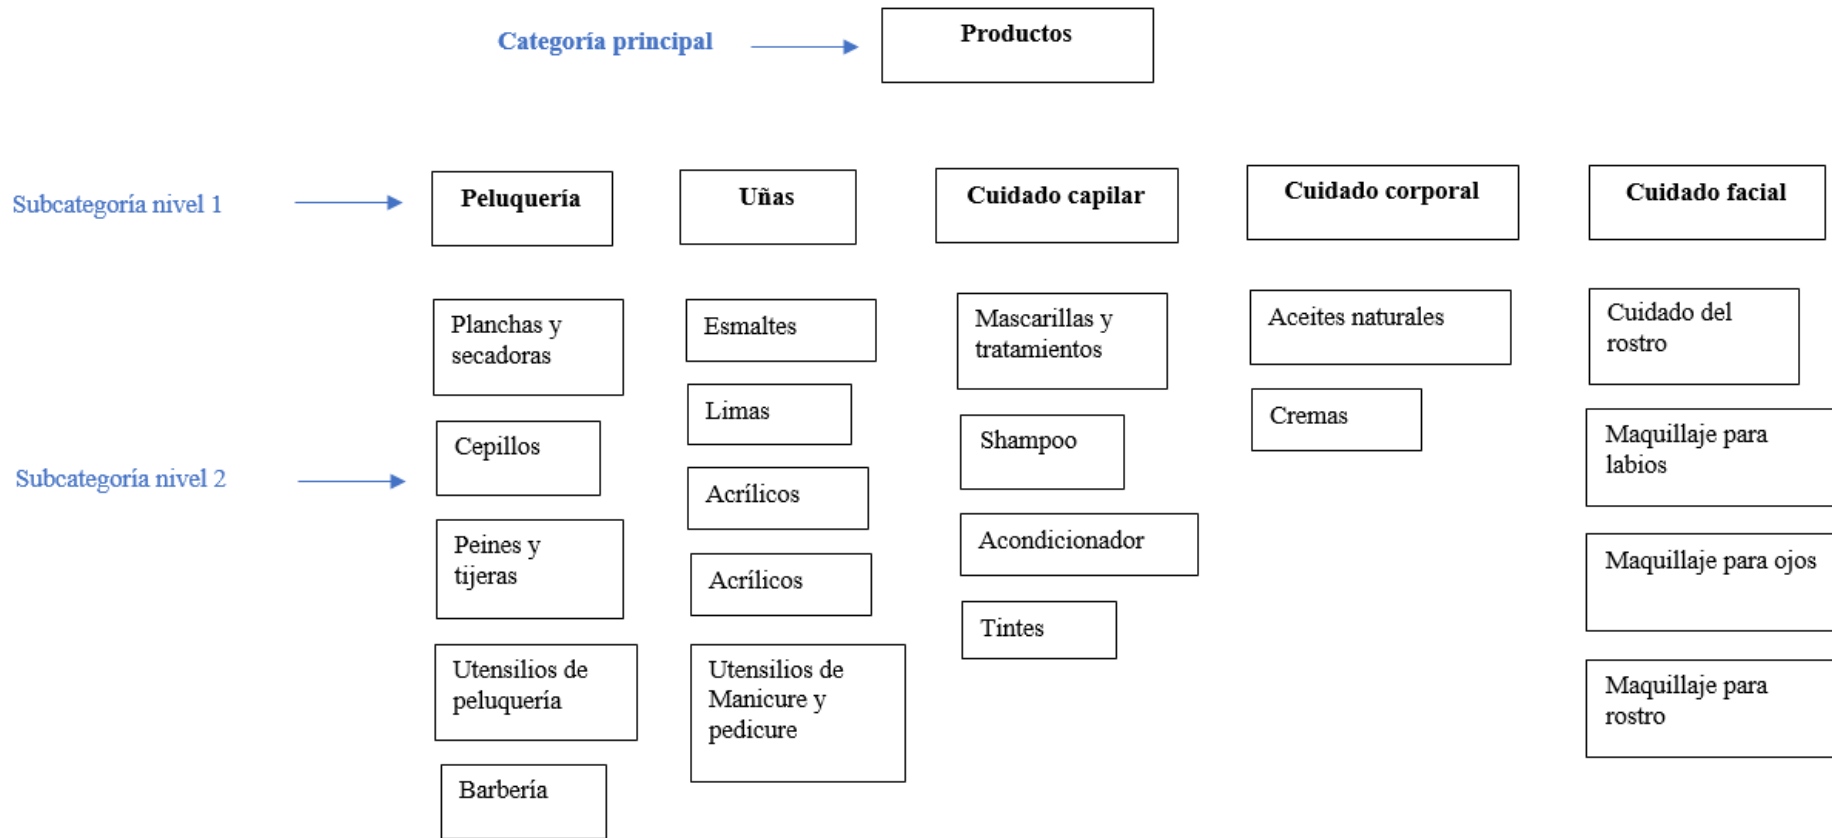 Categoría principal
Productos
Subcategoría nivel 1
Peluquería
Uñas
Cuidado capilar
Cuidado corporal
Cuidado facial
Subcategoría nivel 2
Planchas y
secadoras
Cepillos
Peines y
tijeras
Utensilios de
peluquería
Barbería
Esmaltes
Limas
Acrílicos
Acrílicos
Utensilios de
Manicure y
pedicure
Mascarillas y
tratamientos
Shampoo
Acondicionador
Tintes
Aceites naturales
Cremas
Cuidado del
rostro
Maquillaje para
labios
Maquillaje para ojos
Maquillaje para
rostro